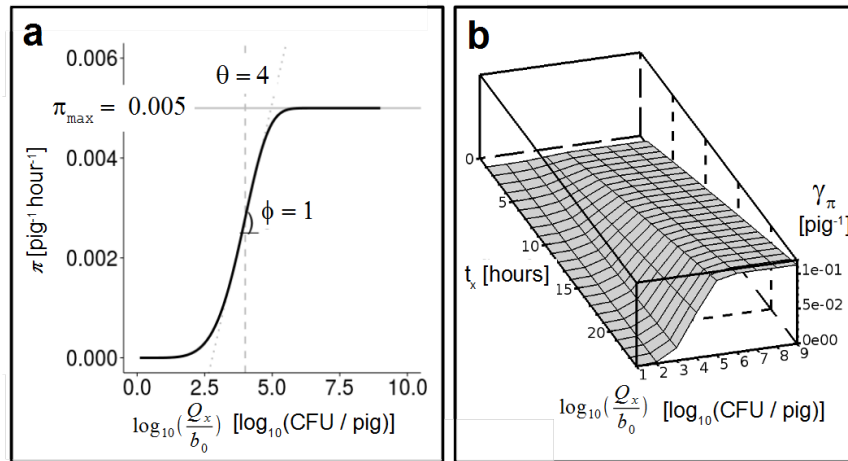 a
0.006
θ = 4
π_max = 0.005
0.004
ϕ = 1
0.002
0.000
π [pig⁻¹ hour⁻¹]
0.0 2.5 5.0 7.5 10.0
log₁₀(Qₓ/b₀) [log₁₀(CFU / pig)]
b
0
5
10
15
20
tₓ [hours]
γ_π
[pig⁻¹]
1e-01
5e-02
0e00
1 2 3 4 5 6 7 8 9
log₁₀(Qₓ/b₀) [log₁₀(CFU / pig)]